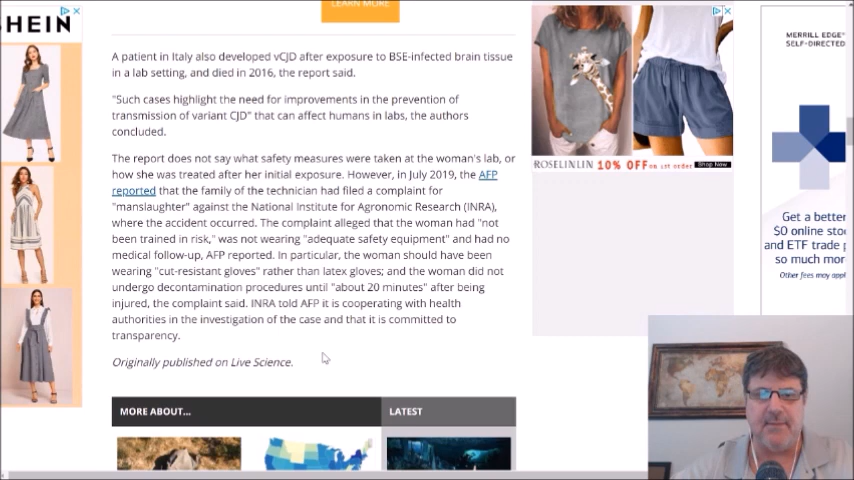 LEARN MORE
SHEIN
A patient in Italy also developed vCJD after exposure to BSE-infected brain tissue
in a lab setting, and died in 2016, the report said.
"Such cases highlight the need for improvements in the prevention of
transmission of variant CJD" that can affect humans in labs, the authors
concluded.
The report does not say what safety measures were taken at the woman's lab, or
how she was treated after her initial exposure. However, in July 2019, the AFP
reported that the family of the technician had filed a complaint for
"manslaughter" against the National Institute for Agronomic Research (INRA),
where the accident occurred. The complaint alleged that the woman had "not
been trained in risk," was not wearing "adequate safety equipment" and had no
medical follow-up, AFP reported. In particular, the woman should have been
wearing "cut-resistant gloves" rather than latex gloves; and the woman did not
undergo decontamination procedures until "about 20 minutes" after being
injured, the complaint said. INRA told AFP it is cooperating with health
authorities in the investigation of the case and that it is committed to
transparency.
Originally published on Live Science.
MORE ABOUT...
LATEST
ROSELINLIN 10% OFF on 1st order Shop Now
MERRILL EDGE
SELF-DIRECTED
Get a better
$0 online sto
and ETF trade p
so much mor
Other fees may appl